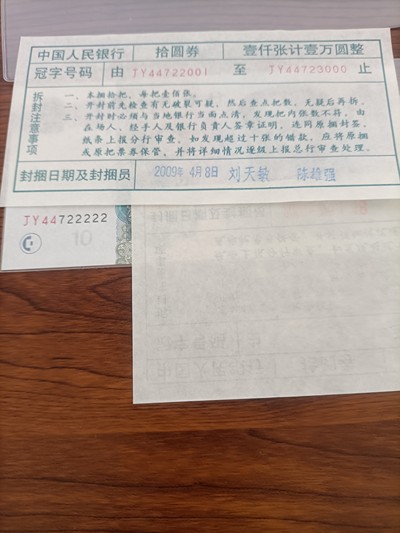 中国人民银行 拾圆券 壹仟张计壹万圆整
冠字号码 由 JY44722001 至 JY44723000 止
拆封注意事项
一、本捆拾把,每把壹佰张。
二、开封前先检查有无破裂可疑,然后查点把数,无疑后再拆。
三、开封时必须与当地银行当面点清,发现把内张数不符,由
在场人、经手人及银行负责人签章证明,连同原捆封签、
纸条上报分行审查。如发现超过十张的错款,应将原捆
或原把票券保管,并将详细情况逐级上报总行审查处理。
封捆日期及封捆员 2009年 4月8日 刘天敏 陈雄强
JY44722222
10